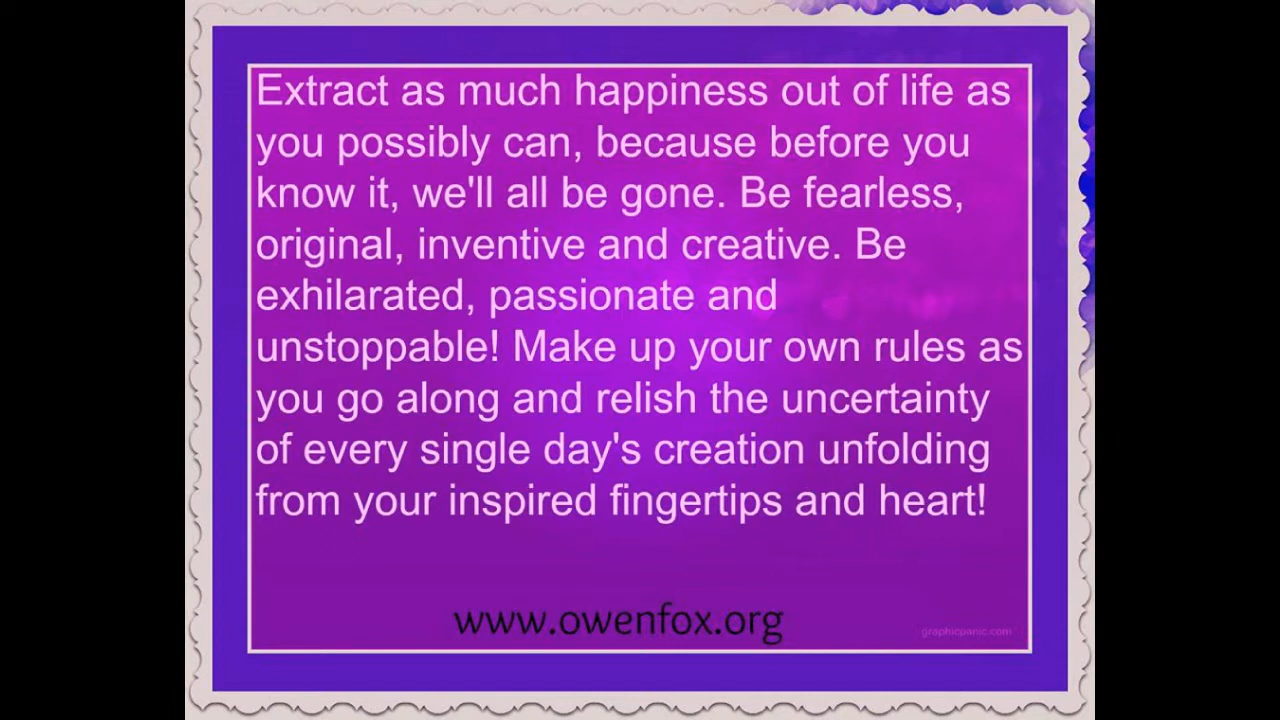 Extract as much happiness out of life as
you possibly can, because before you
know it, we'll all be gone. Be fearless,
original, inventive and creative. Be
exhilarated, passionate and
unstoppable! Make up your own rules as
you go along and relish the uncertainty
of every single day's creation unfolding
from your inspired fingertips and heart!
www.owenfox.org
graphicpanic.com